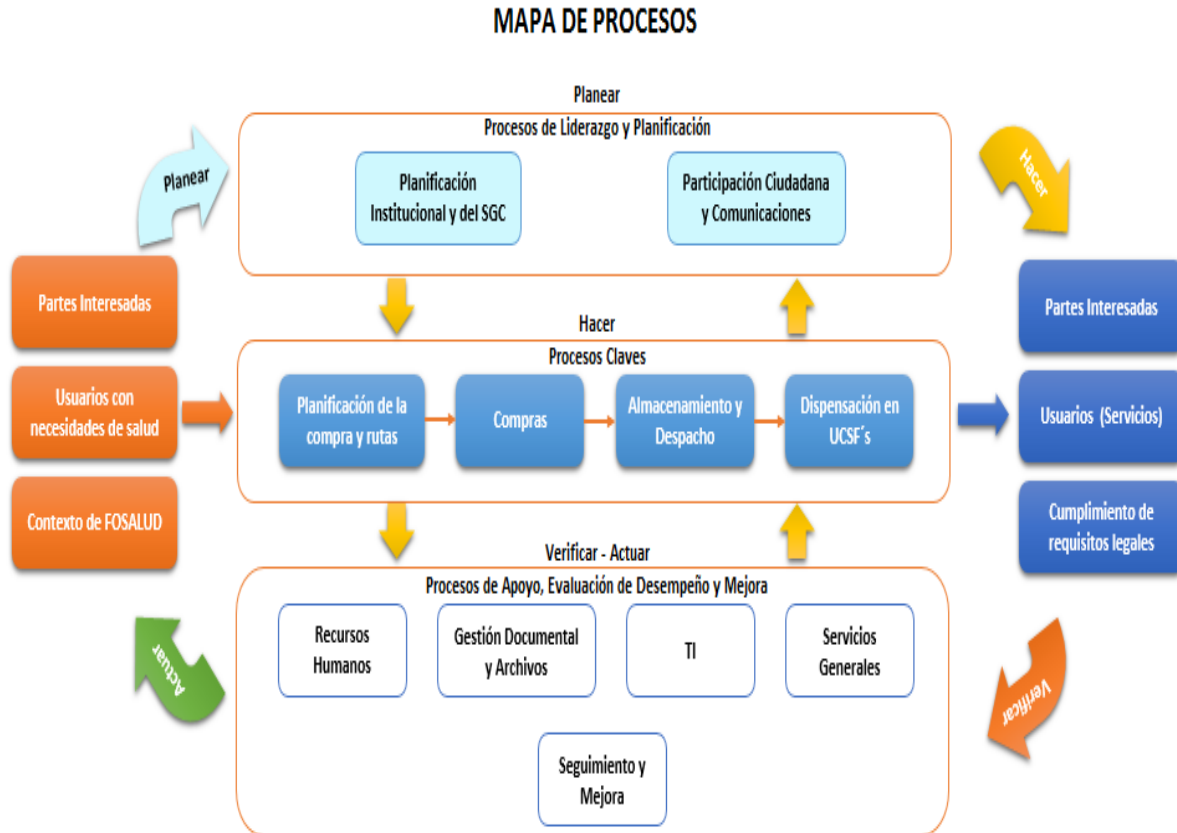 MAPA DE PROCESOS
Planear
Procesos de Liderazgo y Planificación
Planear
Planificación
Institucional y del SGC
Participación Ciudadana
y Comunicaciones
Hacer
Partes Interesadas
Usuarios con
necesidades de salud
Contexto de FOSALUD
Hacer
Procesos Claves
Planificación de la
compra y rutas
Compras
Almacenamiento y
Despacho
Dispensación en
UCSF´s
Partes Interesadas
Usuarios (Servicios)
Cumplimiento de
requisitos legales
Verificar - Actuar
Procesos de Apoyo, Evaluación de Desempeño y Mejora
Actuar
Recursos
Humanos
Gestión Documental
y Archivos
TI
Servicios
Generales
Verificar
Seguimiento y
Mejora